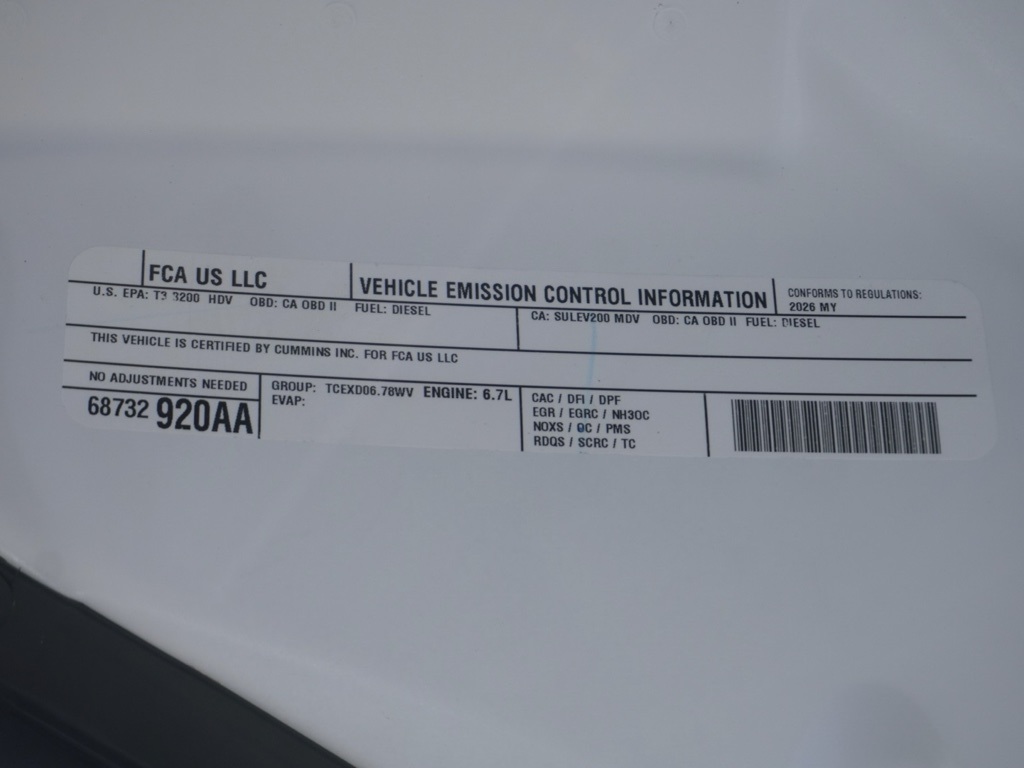 FCA US LLC
VEHICLE EMISSION CONTROL INFORMATION
CONFORMS TO REGULATIONS:
2026 MY
U.S. EPA: T3 3200 HDV OBD: CA OBD II FUEL: DIESEL
CA: SULEV200 MDV OBD: CA OBD II FUEL: DIESEL
THIS VEHICLE IS CERTIFIED BY CUMMINS INC. FOR FCA US LLC
NO ADJUSTMENTS NEEDED
68732 920AA
GROUP: TCEXD06.78WV ENGINE: 6.7L
EVAP:
CAC / DFI / DPF
EGR / EGRC / NH3OC
NOXS / OC / PMS
RDQS / SCRC / TC